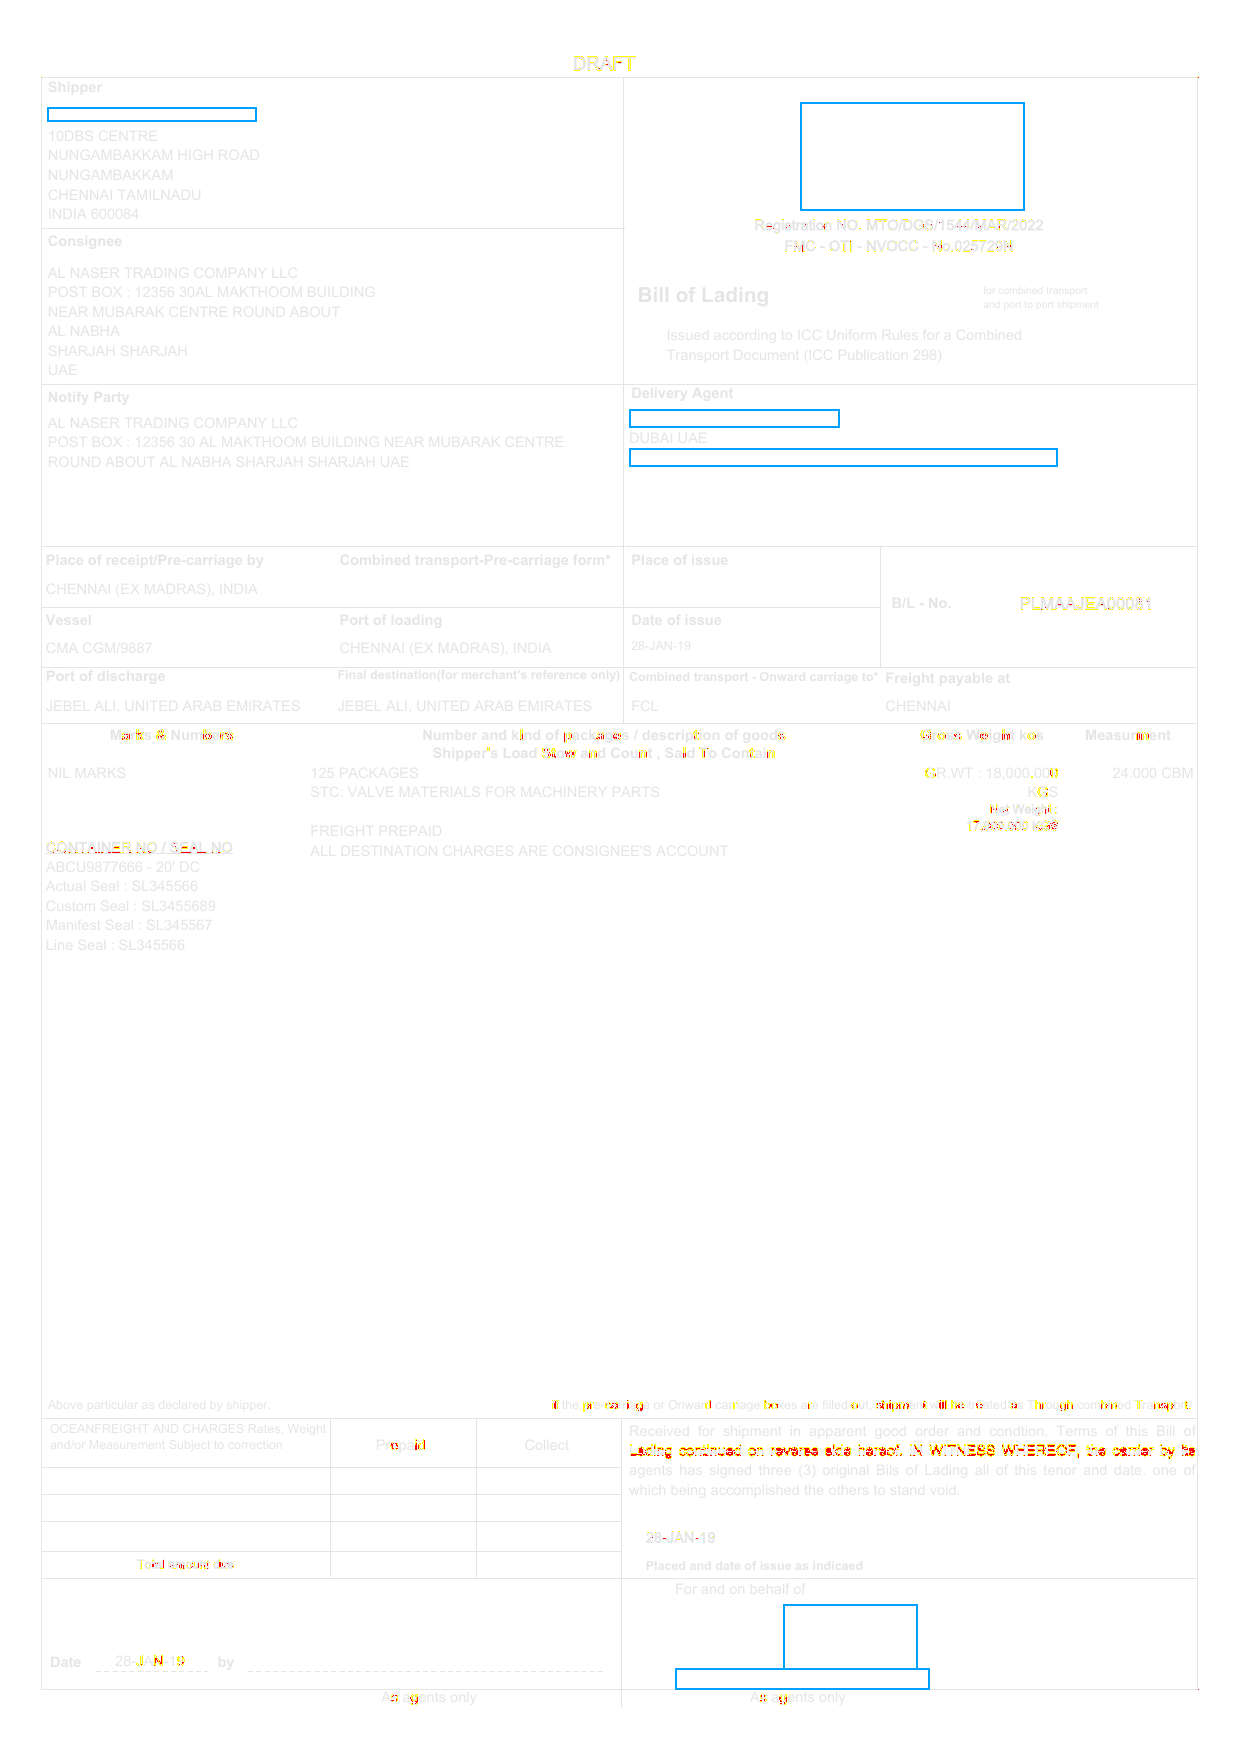 DRAFT
Shipper
10DBS CENTRE
NUNGAMBAKKAM HIGH ROAD
NUNGAMBAKKAM
CHENNAI TAMILNADU
INDIA 600084
Registration NO. MTO/DGS/1544/MAR/2022
FMC - OTI - NVOCC - No.025729N
Consignee
AL NASER TRADING COMPANY LLC
POST BOX : 12356 30AL MAKTHOOM BUILDING
NEAR MUBARAK CENTRE ROUND ABOUT
AL NABHA
SHARJAH SHARJAH
UAE
Bill of Lading
for combined transport
and port to port shipment
Issued according to ICC Uniform Rules for a Combined
Transport Document (ICC Publication 298)
Notify Party
AL NASER TRADING COMPANY LLC
POST BOX : 12356 30 AL MAKTHOOM BUILDING NEAR MUBARAK CENTRE
ROUND ABOUT AL NABHA SHARJAH SHARJAH UAE
Delivery Agent
DUBAI UAE
Place of receipt/Pre-carriage by
CHENNAI (EX MADRAS), INDIA
Combined transport-Pre-carriage form*
Place of issue
B/L - No. PLMAAJEA00081
Vessel
CMA CGM/9887
Port of loading
CHENNAI (EX MADRAS), INDIA
Date of issue
28-JAN-19
Port of discharge
JEBEL ALI, UNITED ARAB EMIRATES
Final destination(for merchant's reference only)
JEBEL ALI, UNITED ARAB EMIRATES
Combined transport - Onward carriage to*
FCL
Freight payable at
CHENNAI
Marks & Numbers
Number and kind of packages / description of goods
Shipper's Load Stow and Count , Said To Contain
Gross Weight kgs
Measurment
NIL MARKS
125 PACKAGES
STC: VALVE MATERIALS FOR MACHINERY PARTS
FREIGHT PREPAID
ALL DESTINATION CHARGES ARE CONSIGNEE'S ACCOUNT
GR.WT : 18,000.000
KGS
Net Weight :
17,000.000 KGS
24.000 CBM
CONTAINER NO / SEAL NO
ABCU9877666 - 20' DC
Actual Seal : SL345566
Custom Seal : SL3455689
Manifest Seal : SL345567
Line Seal : SL345566
Above particular as declared by shipper.
if the pre-carriage or Onward carriage boxes are filled out, shipment will be treated as Through combined Transport.
OCEANFREIGHT AND CHARGES Rates, Weight
and/or Measurement Subject to correction
Prepaid
Collect
Total amount due
Received for shipment in apparent good order and condtion. Terms of this Bill of
Lading continued on reverse side hereof. IN WITNESS WHEREOF, the carrier by its
agents has signed three (3) original Bils of Lading all of this tenor and date. one of
which being accomplished the others to stand void.
28-JAN-19
Placed and date of issue as indicaed
For and on behalf of
Date 28-JAN-19 by
As agents only
As agents only